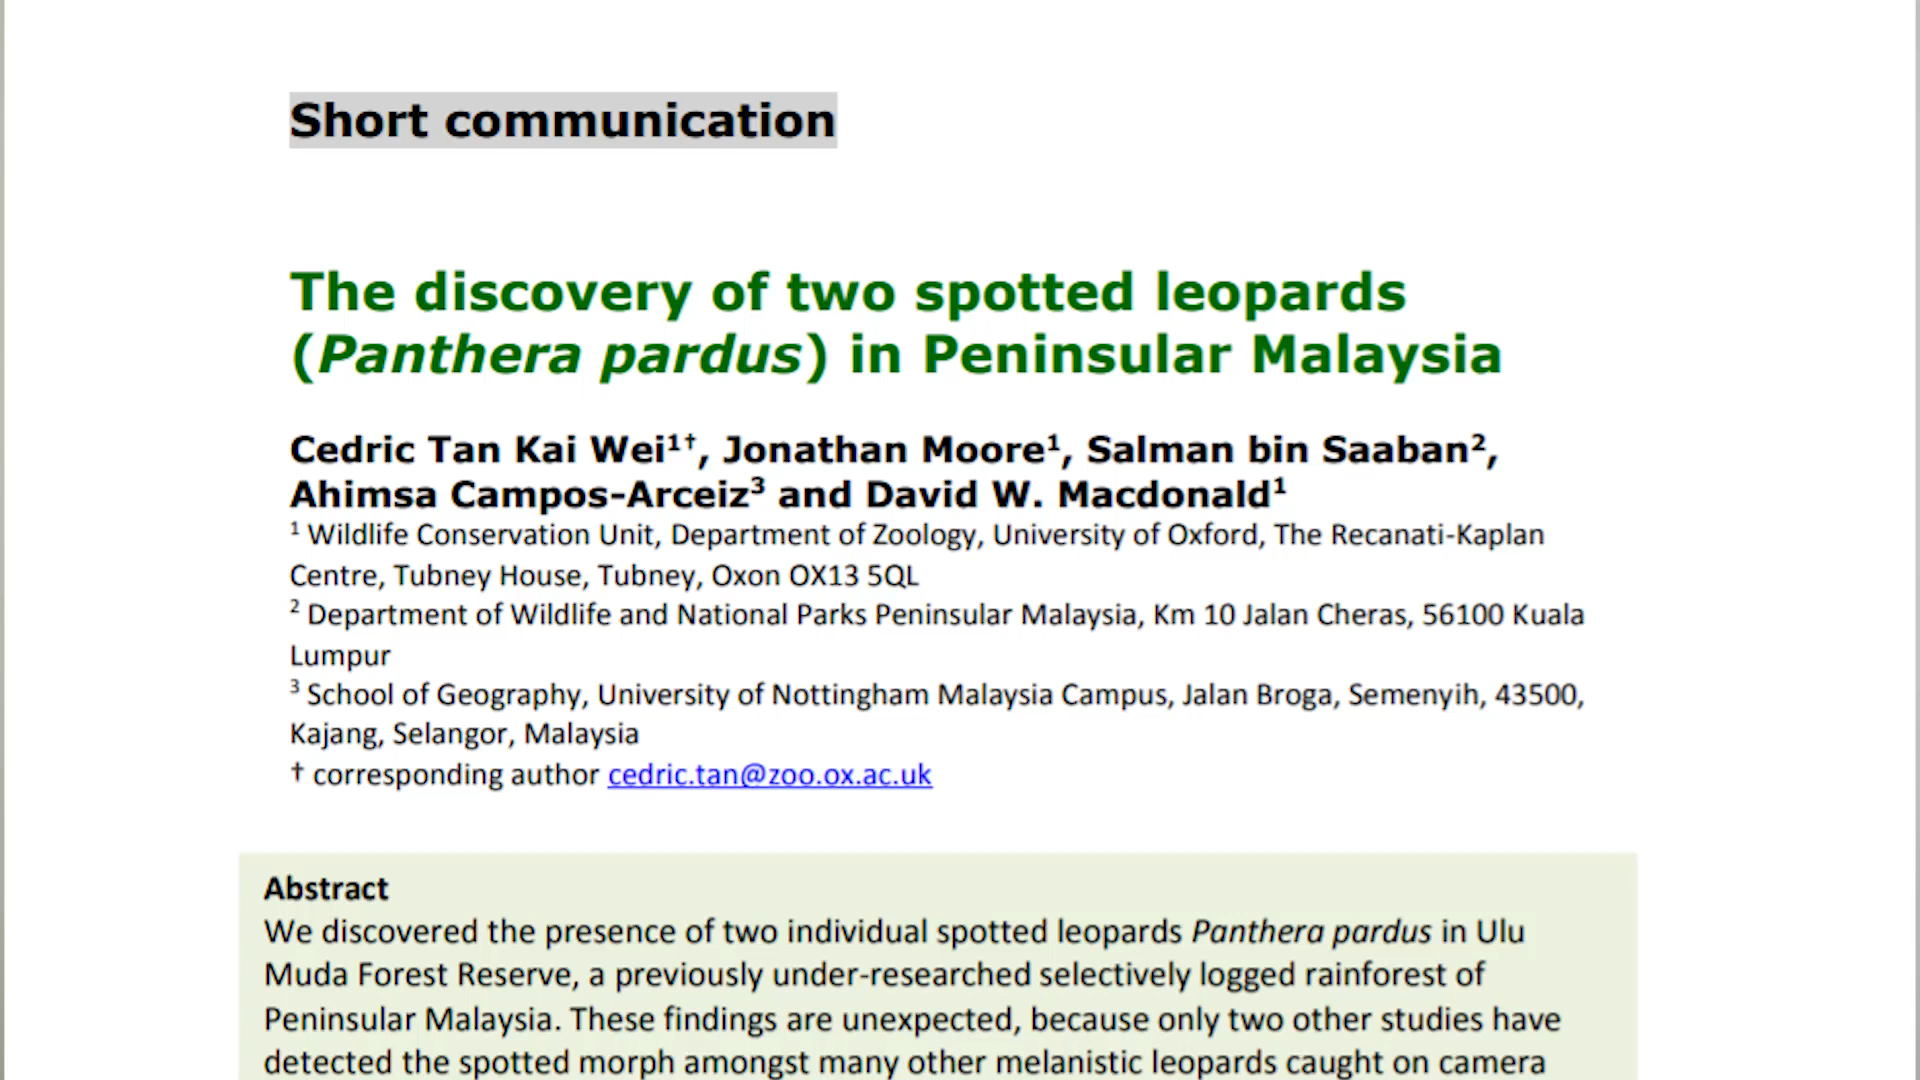 Short communication
The discovery of two spotted leopards
(Panthera pardus) in Peninsular Malaysia
Cedric Tan Kai Wei¹†, Jonathan Moore¹, Salman bin Saaban²,
Ahimsa Campos-Arceiz³ and David W. Macdonald¹
¹ Wildlife Conservation Unit, Department of Zoology, University of Oxford, The Recanati-Kaplan
Centre, Tubney House, Tubney, Oxon OX13 5QL
² Department of Wildlife and National Parks Peninsular Malaysia, Km 10 Jalan Cheras, 56100 Kuala
Lumpur
³ School of Geography, University of Nottingham Malaysia Campus, Jalan Broga, Semenyih, 43500,
Kajang, Selangor, Malaysia
† corresponding author cedric.tan@zoo.ox.ac.uk
Abstract
We discovered the presence of two individual spotted leopards Panthera pardus in Ulu
Muda Forest Reserve, a previously under-researched selectively logged rainforest of
Peninsular Malaysia. These findings are unexpected, because only two other studies have
detected the spotted morph amongst many other melanistic leopards caught on camera